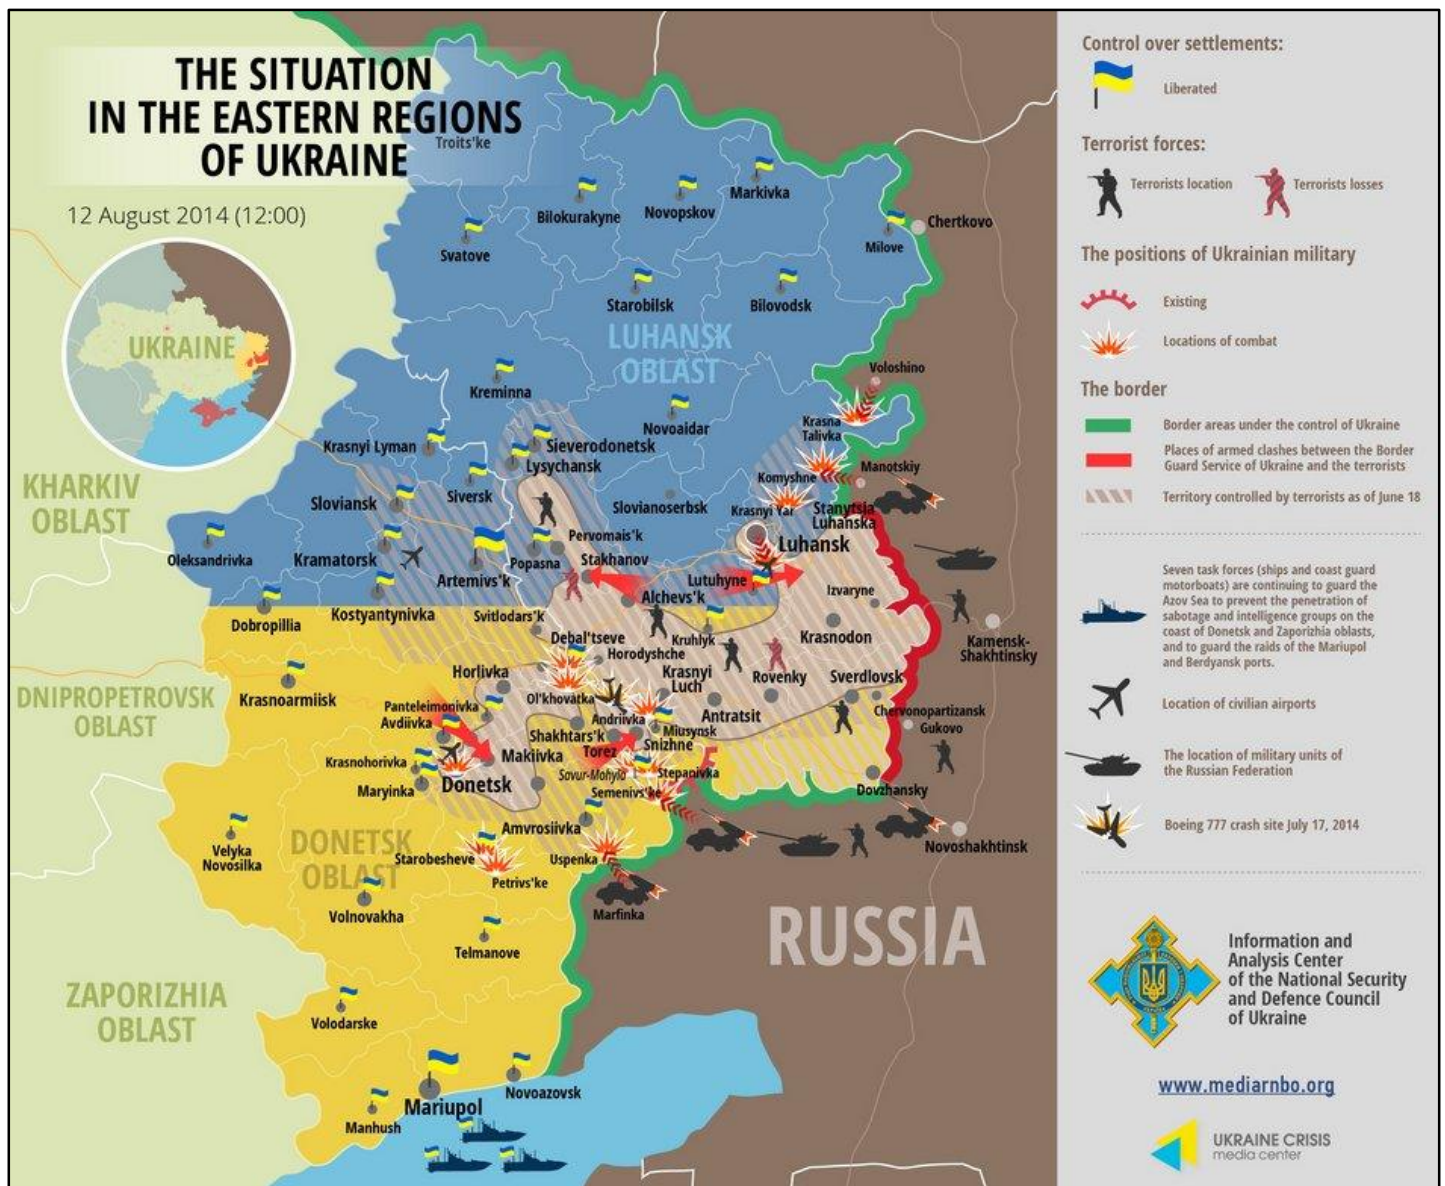 THE SITUATION
IN THE EASTERN REGIONS
OF UKRAINE
12 August 2014 (12:00)
UKRAINE
Troits'ke
Bilokurakyne
Novopskov
Markivka
Milove
Chertkovo
Svatove
Starobilsk
Bilovodsk
LUHANSK
OBLAST
Voloshino
Kreminna
Novoaidar
Krasna
Talivka
Krasnyi Lyman
Sieverodonetsk
Lysychansk
Komyshne
Manotskiy
KHARKIV
OBLAST
Sloviansk
Siversk
Slovianoserbsk
Krasnyi Yar
Stanytsia
Luhanska
Oleksandrivka
Kramatorsk
Artemivs'k
Popasna
Pervomais'k
Stakhanov
Luhansk
Lutuhyne
Alchevs'k
Izvaryne
Dobropillia
Kostyantynivka
Svitlodars'k
Debal'tseve
Horodyshche
Kruhlyk
Krasnodon
Kamensk-
Shakhtinsky
DNIPROPETROVSK
OBLAST
Krasnoarmiisk
Horlivka
Krasnyi
Luch
Rovenky
Sverdlovsk
Panteleimonivka
Avdiivka
Ol'khovatka
Andriivka
Antratsit
Chervonopartizansk
Gukovo
Miusynsk
Shakhtars'k
Snizhne
Makiivka
Torez
Krasnohorivka
Savur-Mohyla
Stepanivka
Maryinka
Donetsk
Semenivs'ke
Dovzhansky
Amvrosiivka
Novoshakhtinsk
Velyka
Novosilka
DONETSK
OBLAST
Starobesheve
Uspenka
Petrivs'ke
Marfinka
Volnovakha
Telmanove
RUSSIA
ZAPORIZHIA
OBLAST
Volodarske
Novoazovsk
Mariupol
Manhush
Control over settlements:
Liberated
Terrorist forces:
Terrorists location
Terrorists losses
The positions of Ukrainian military
Existing
Locations of combat
The border
Border areas under the control of Ukraine
Places of armed clashes between the Border
Guard Service of Ukraine and the terrorists
Territory controlled by terrorists as of June 18
Seven task forces (ships and coast guard
motorboats) are continuing to guard the
Azov Sea to prevent the penetration of
sabotage and intelligence groups on the
coast of Donetsk and Zaporizhia oblasts,
and to guard the raids of the Mariupol
and Berdyansk ports.
Location of civilian airports
The location of military units of
the Russian Federation
Boeing 777 crash site July 17, 2014
Information and
Analysis Center
of the National Security
and Defence Council
of Ukraine
www.mediarnbo.org
UKRAINE CRISIS
media center